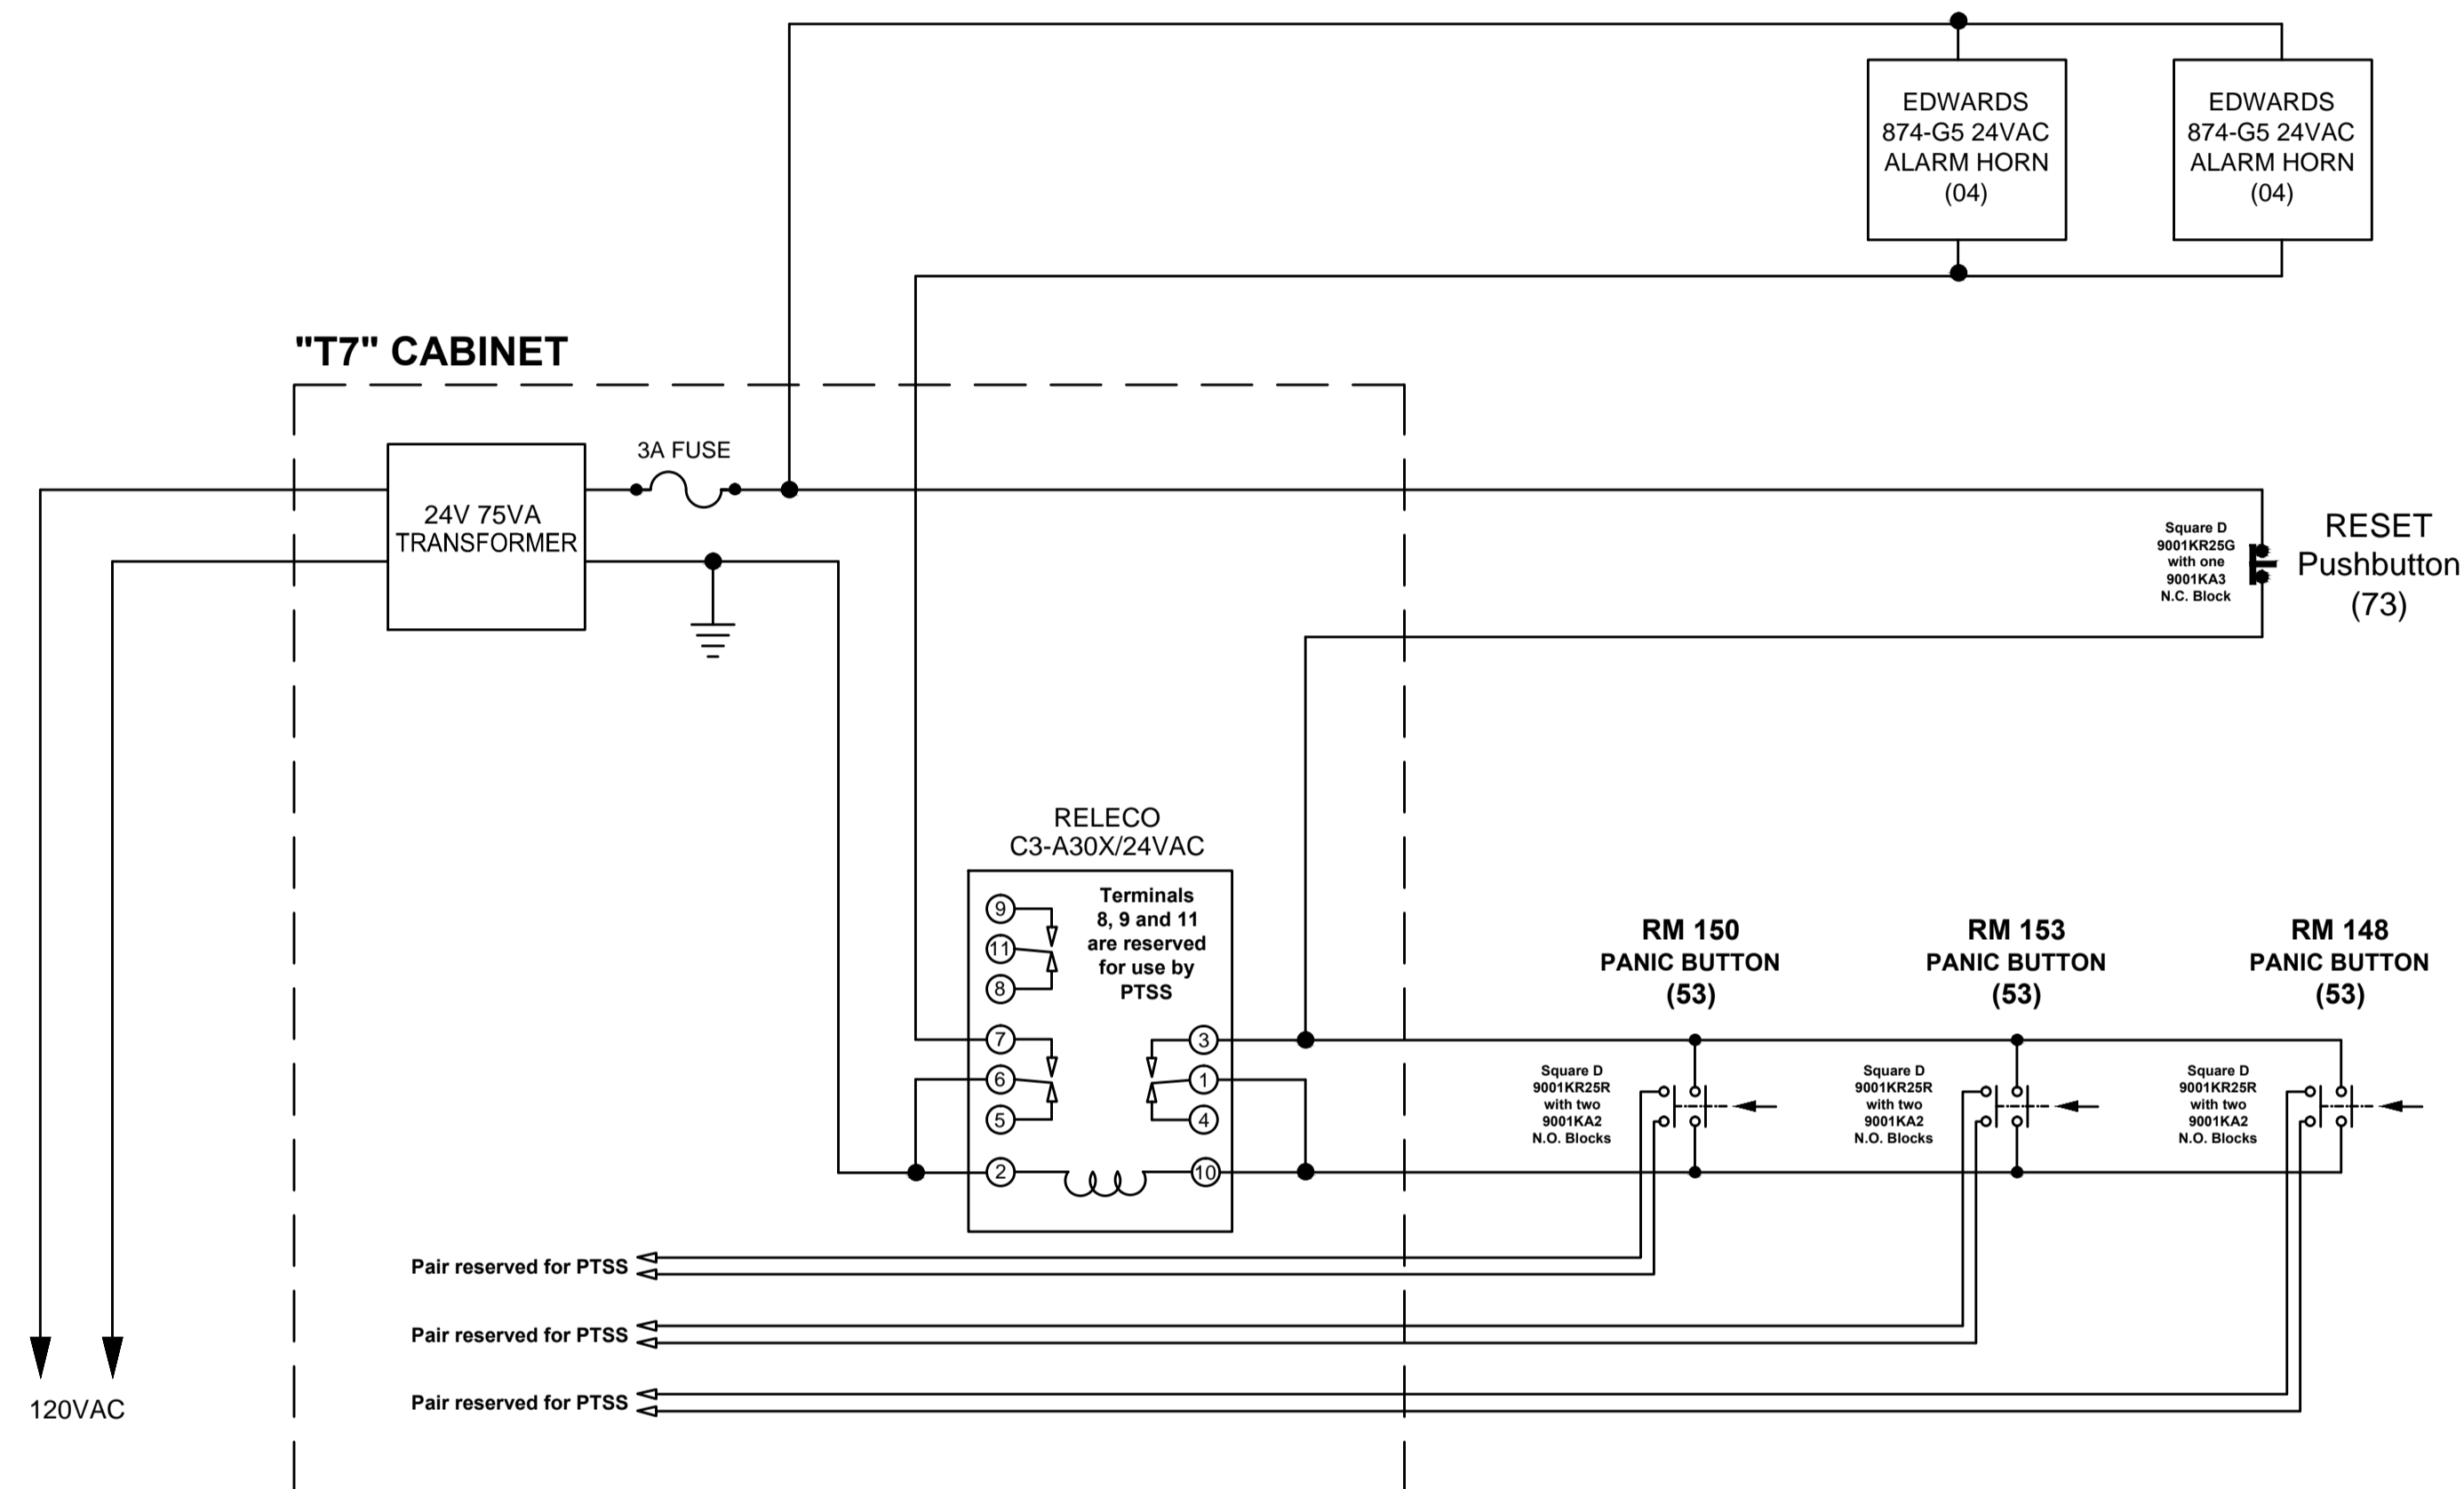 EDWARDS
874-G5 24VAC
ALARM HORN
(04)
EDWARDS
874-G5 24VAC
ALARM HORN
(04)
"T7" CABINET
3A FUSE
24V 75VA
TRANSFORMER
Square D
9001KR25G
with one
9001KA3
N.C. Block
RESET
Pushbutton
(73)
RELECO
C3-A30X/24VAC
Terminals
8, 9 and 11
are reserved
for use by
PTSS
9
11
8
7
6
5
2
3
1
4
10
RM 150
PANIC BUTTON
(53)
RM 153
PANIC BUTTON
(53)
RM 148
PANIC BUTTON
(53)
Square D
9001KR25R
with two
9001KA2
N.O. Blocks
Square D
9001KR25R
with two
9001KA2
N.O. Blocks
Square D
9001KR25R
with two
9001KA2
N.O. Blocks
Pair reserved for PTSS
Pair reserved for PTSS
Pair reserved for PTSS
120VAC